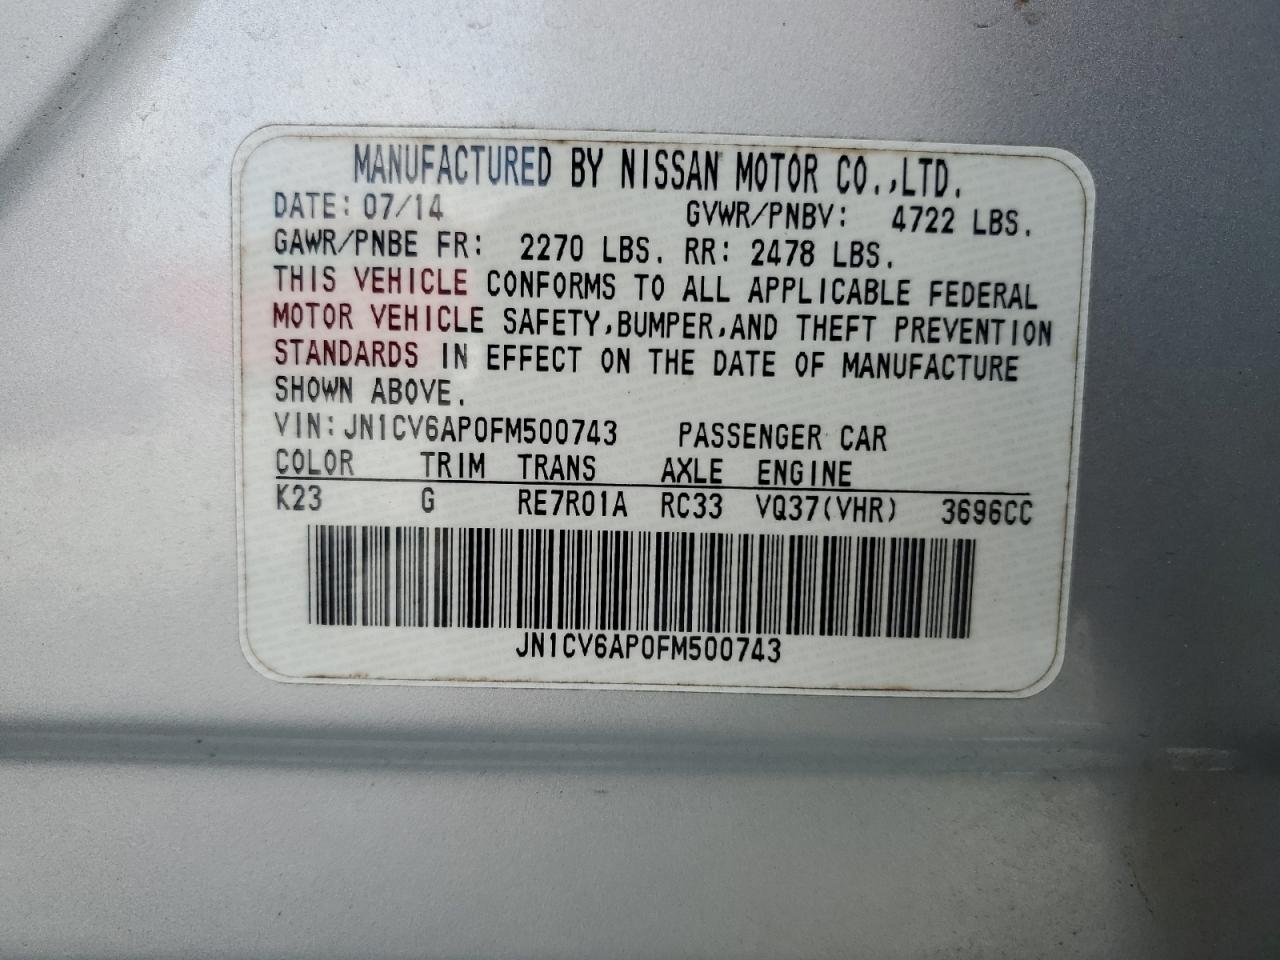 MANUFACTURED BY NISSAN MOTOR CO.,LTD.
DATE: 07/14 GVWR/PNBV: 4722 LBS.
GAWR/PNBE FR: 2270 LBS. RR: 2478 LBS.
THIS VEHICLE CONFORMS TO ALL APPLICABLE FEDERAL
MOTOR VEHICLE SAFETY,BUMPER,AND THEFT PREVENTION
STANDARDS IN EFFECT ON THE DATE OF MANUFACTURE
SHOWN ABOVE.
VIN:JN1CV6AP0FM500743 PASSENGER CAR
COLOR TRIM TRANS AXLE ENGINE
K23 G RE7R01A RC33 VQ37(VHR) 3696CC
JN1CV6AP0FM500743